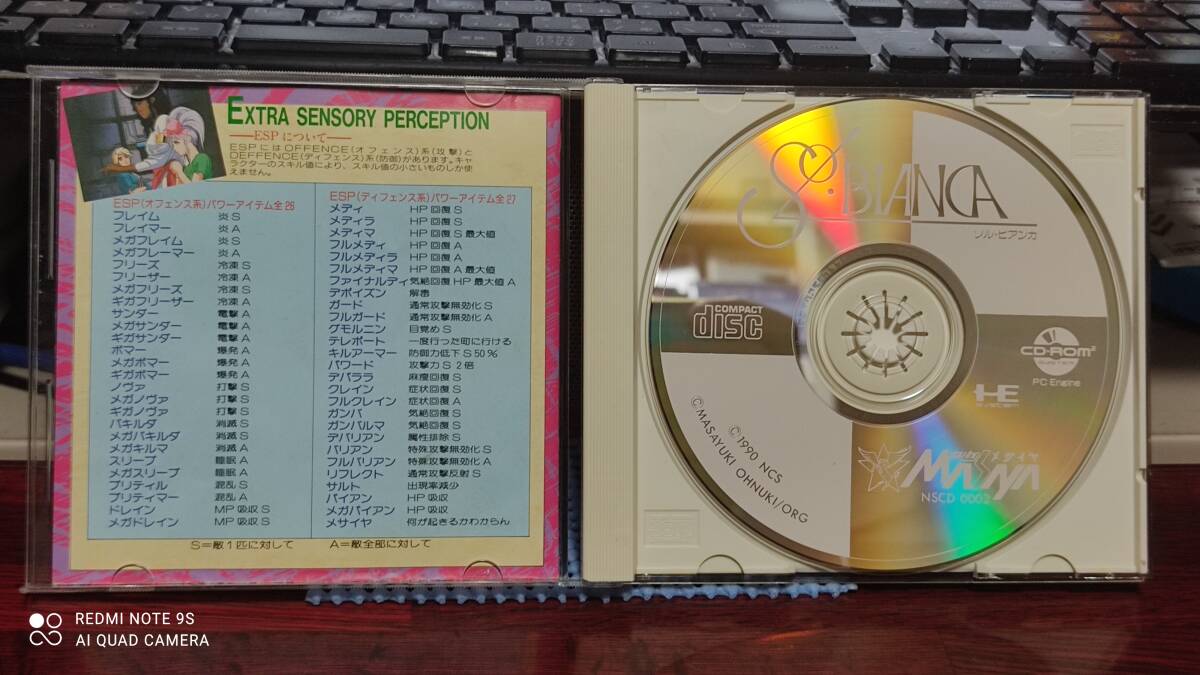 EXTRA SENSORY PERCEPTION
ESPについて
ESPにはOFFENCE(オフェンス)系(攻撃)と
DEFFENCE(ディフェンス)系(防御)があります。キャ
ラクターのスキル値により、スキル値の小さいものしか使
えません。
ESP(オフェンス系)パワーアイテム全26
フレイム 炎S
フレイマー 炎A
メガフレイム 炎S
メガフレーマー 炎A
フリーズ 冷凍S
フリーザー 冷凍A
メガフリーズ 冷凍S
ギガフリーザー 冷凍A
サンダー 電撃A
メガサンダー 電撃A
ギガサンダー 電撃A
ボマー 爆発A
メガボマー 爆発A
ギガボマー 爆発A
ノヴァ 打撃S
メガノヴァ 打撃S
ギガノヴァ 打撃S
バキルダ 消滅S
メガバキルダ 消滅S
メガキルマ 消滅A
スリープ 睡眠A
メガスリープ 睡眠A
プリティル 混乱S
プリティマー 混乱A
ドレイン MP吸収S
メガドレイン MP吸収S
ESP(ディフェンス系)パワーアイテム全27
メディ HP回復S
メディラ HP回復S
メディマ HP回復S最大値
フルメディ HP回復A
フルメディラ HP回復A
フルメディマ HP回復A最大値
ファイナルティ 気絶回復HP最大値A
デポイズン 解毒
ガード 通常攻撃無効化S
フルガード 通常攻撃無効化A
ゲモルニン 目覚めS
テレポート 一度行った町に行ける
キルアーマー 防御力低下S50%
パワード 攻撃力S2倍
デパララ 麻痺回復S
クレイン 症状回復S
フルクレイン 症状回復A
ガンバ 気絶回復S
ガンバルマ 気絶回復S
デバリアン 属性排除S
バリアン 特殊攻撃無効化S
フルバリアン 特殊攻撃無効化A
リフレクト 通常攻撃反射S
サルト 出現率減少
バイアン HP吸収
メガバイアン HP吸収
メサイヤ 何が起きるかわからん
S=敵1匹に対して A=敵全部に対して
SOL BIANCA
ソル・ビアンカ
COMPACT
disc
CD-ROM²
SYSTEM
PC Engine
HE
SYSTEM
メサイヤ
MASAYA
NSCD 0002
©1990 NCS
©MASAYUKI OHNUKI/ORG
REDMI NOTE 9S
AI QUAD CAMERA